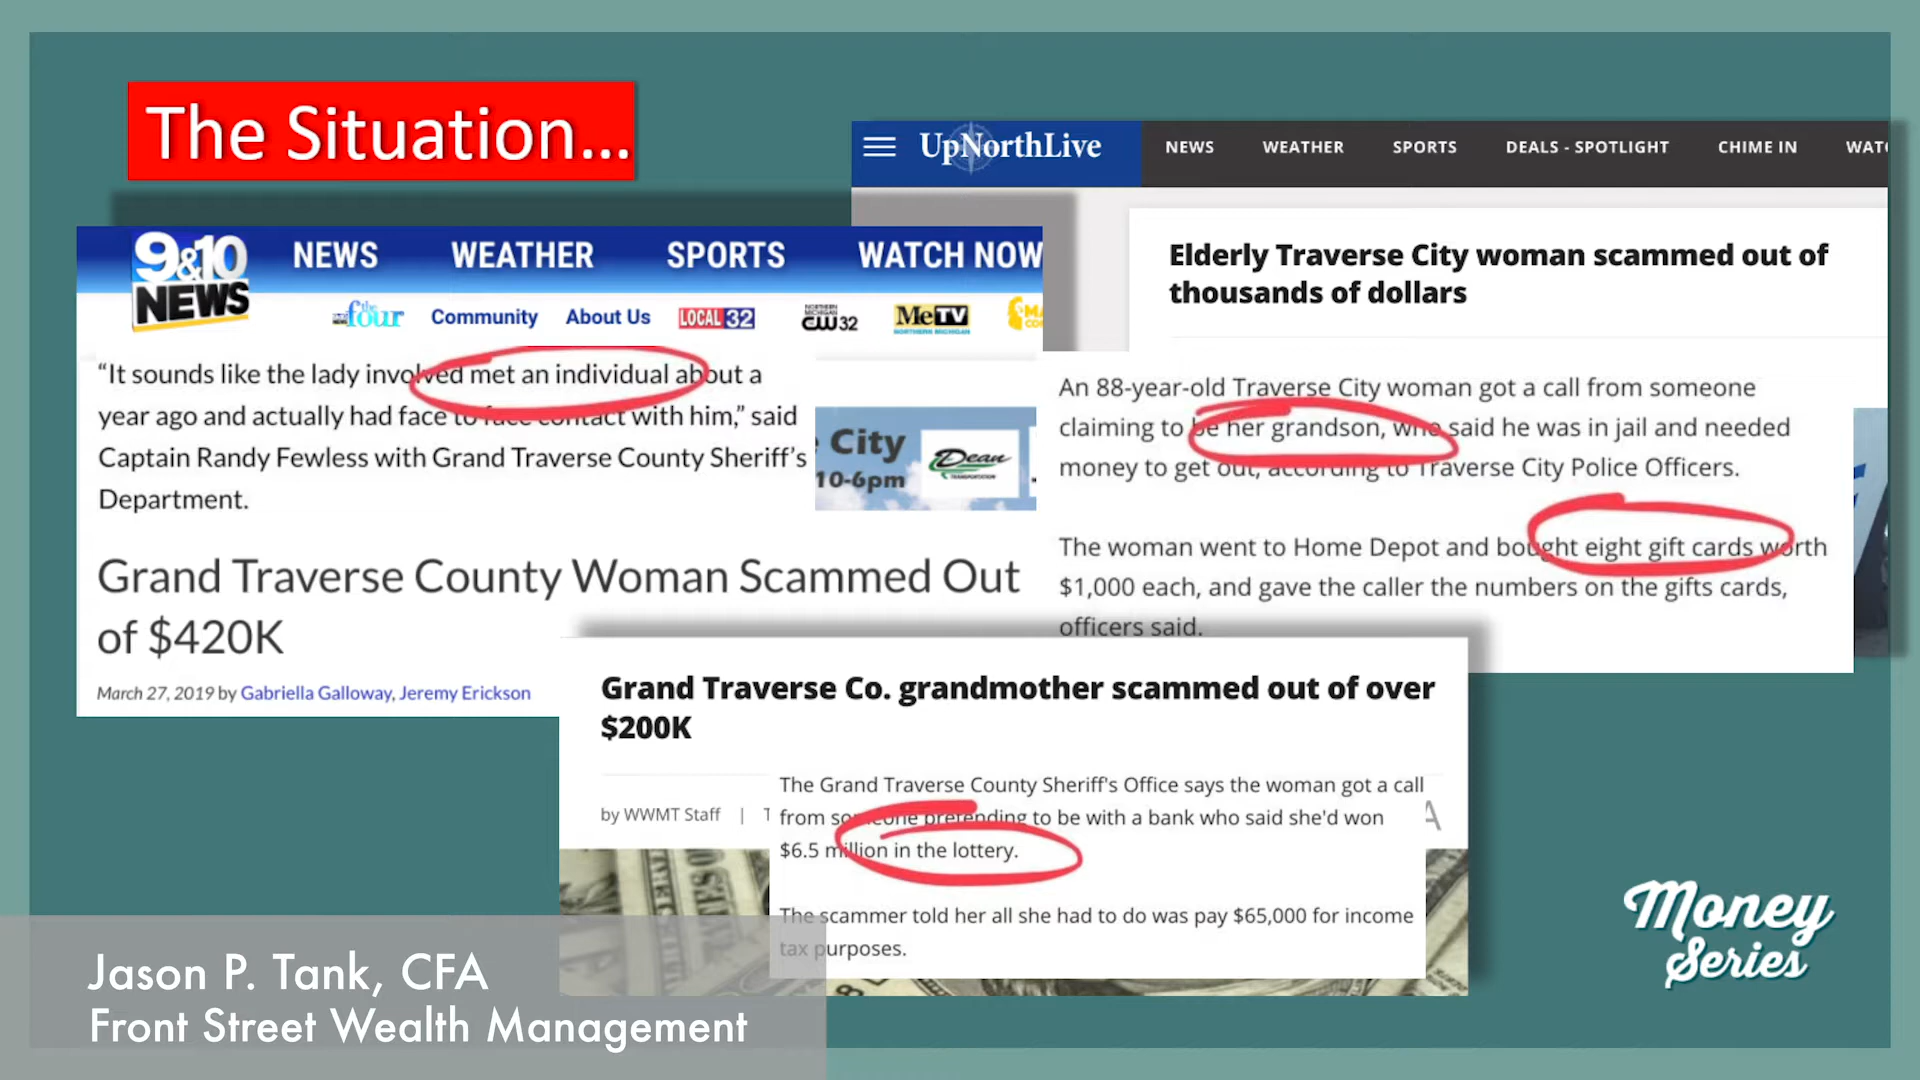 The Situation...
UpNorthLive
NEWS WEATHER SPORTS DEALS - SPOTLIGHT CHIME IN
Elderly Traverse City woman scammed out of
thousands of dollars
An 88-year-old Traverse City woman got a call from someone
claiming to be her grandson, who said he was in jail and needed
money to get out, according to Traverse City Police Officers.
The woman went to Home Depot and bought eight gift cards worth
$1,000 each, and gave the caller the numbers on the gifts cards,
officers said.
9&10
NEWS
NEWS WEATHER SPORTS WATCH NOW
the four Community About Us LOCAL 32 NORTHERN MICHIGAN CW32 MeTV NORTHERN MICHIGAN
“It sounds like the lady involved met an individual about a
year ago and actually had face to face contact with him,” said
Captain Randy Fewless with Grand Traverse County Sheriff’s
Department.
City
10-6pm
Dean
TRANSPORTATION
Grand Traverse County Woman Scammed Out
of $420K
March 27, 2019 by Gabriella Galloway, Jeremy Erickson
Grand Traverse Co. grandmother scammed out of over
$200K
by WWMT Staff |
The Grand Traverse County Sheriff's Office says the woman got a call
from someone pretending to be with a bank who said she'd won
$6.5 million in the lottery.
The scammer told her all she had to do was pay $65,000 for income
tax purposes.
Jason P. Tank, CFA
Front Street Wealth Management
Money
Series